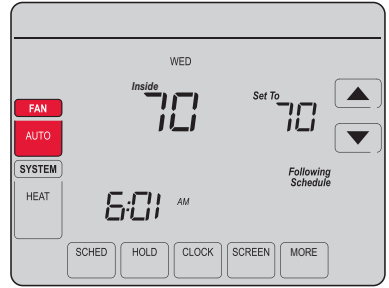 WED
Inside
70
Set To
70
FAN
AUTO
SYSTEM
HEAT
Following
Schedule
6:01 AM
SCHED HOLD CLOCK SCREEN MORE